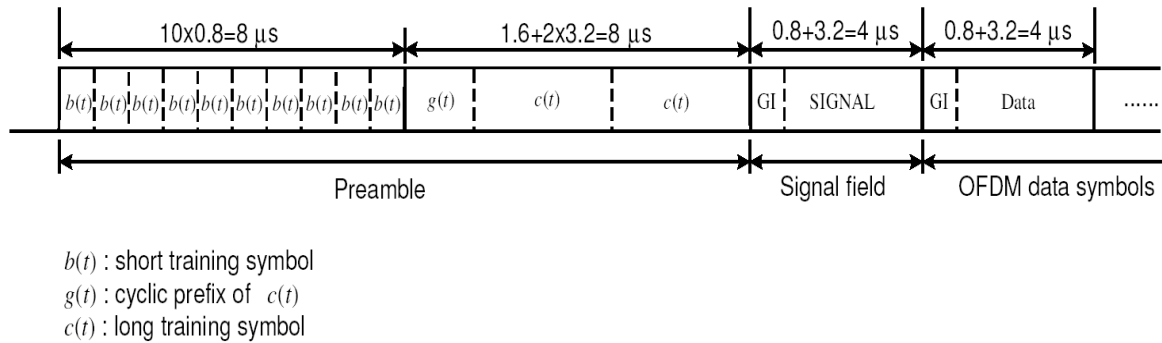 10x0.8=8 μs 1.6+2x3.2=8 μs 0.8+3.2=4 μs 0.8+3.2=4 μs
b(t) b(t) b(t) b(t) b(t) b(t) b(t) b(t) b(t) b(t) g(t) c(t) c(t) GI SIGNAL GI Data ......
Preamble Signal field OFDM data symbols
b(t) : short training symbol
g(t) : cyclic prefix of c(t)
c(t) : long training symbol